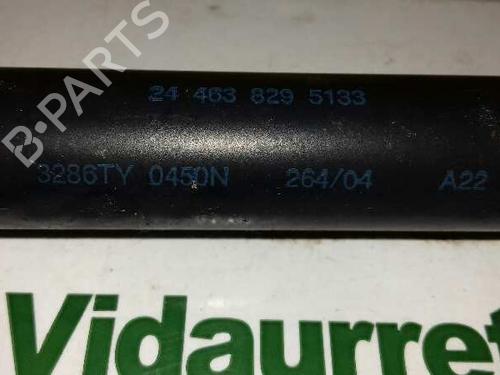 24 463 829 5133
3286TY 0450N 264/04 A22
B-PARTS
Vidaurret